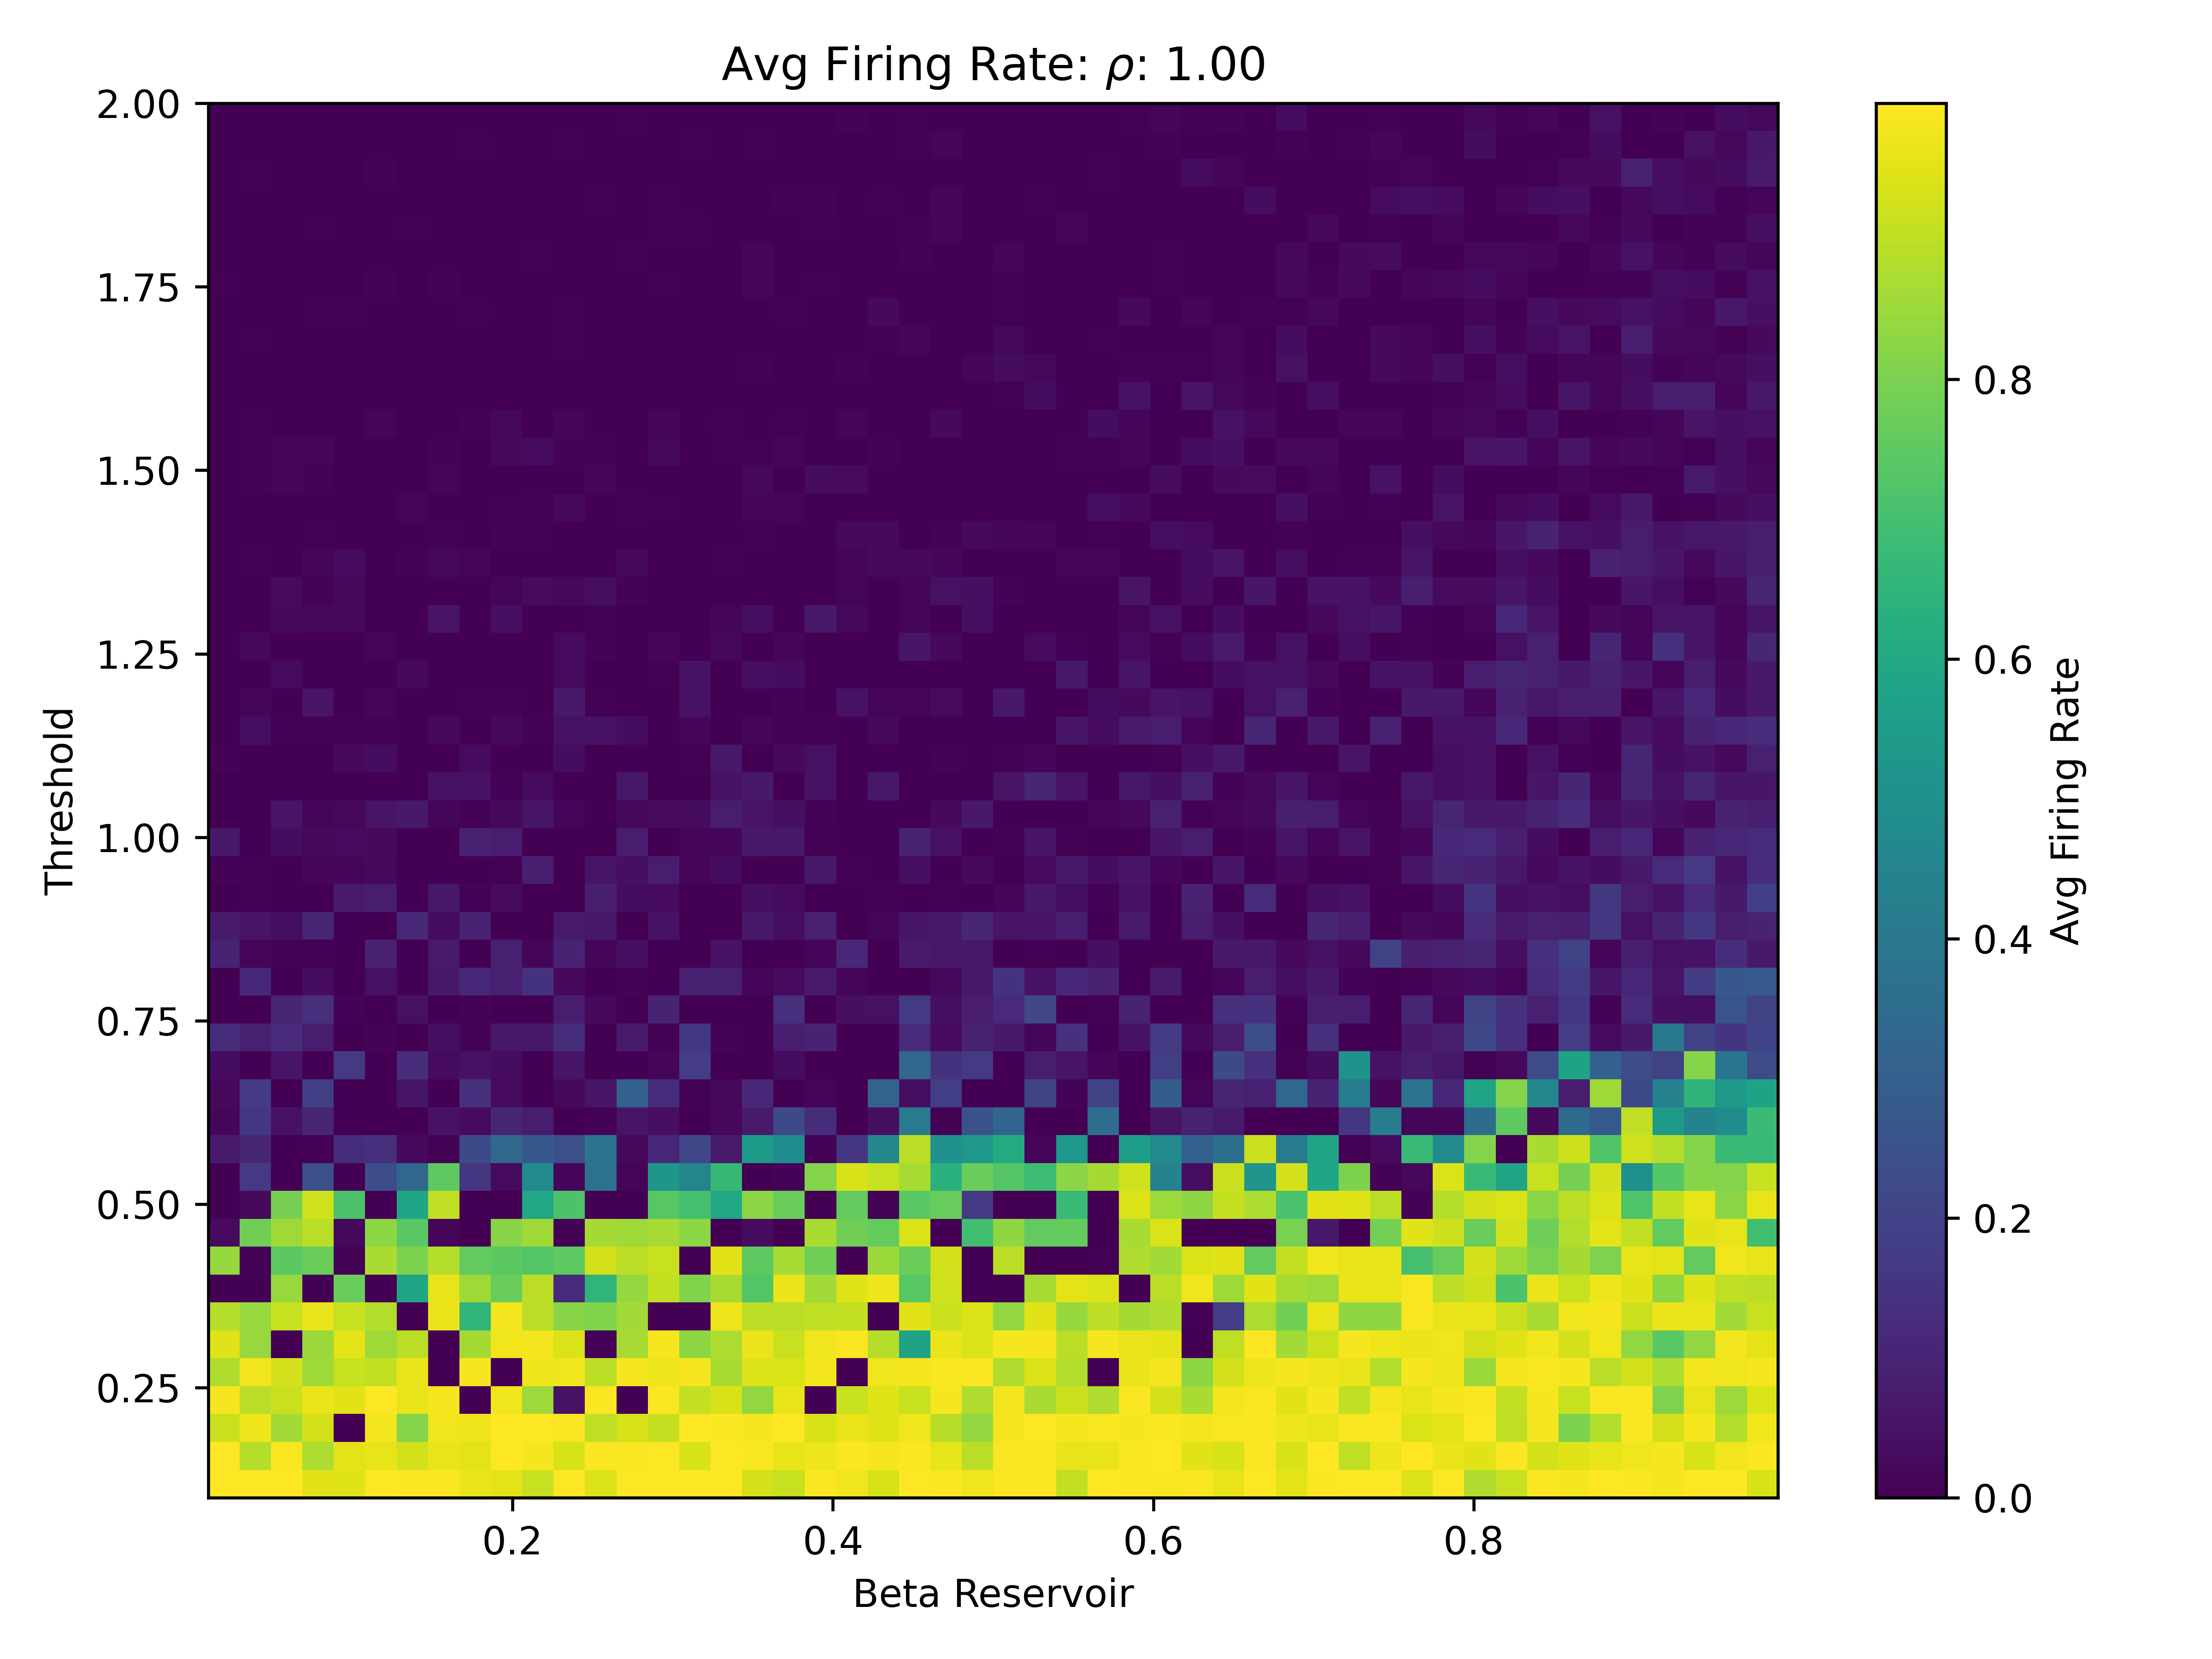 Avg Firing Rate: ρ: 1.00
2.00
1.75
1.50
1.25
1.00
0.75
0.50
0.25
Threshold
0.2 0.4 0.6 0.8
Beta Reservoir
0.8
0.6
0.4
0.2
0.0
Avg Firing Rate